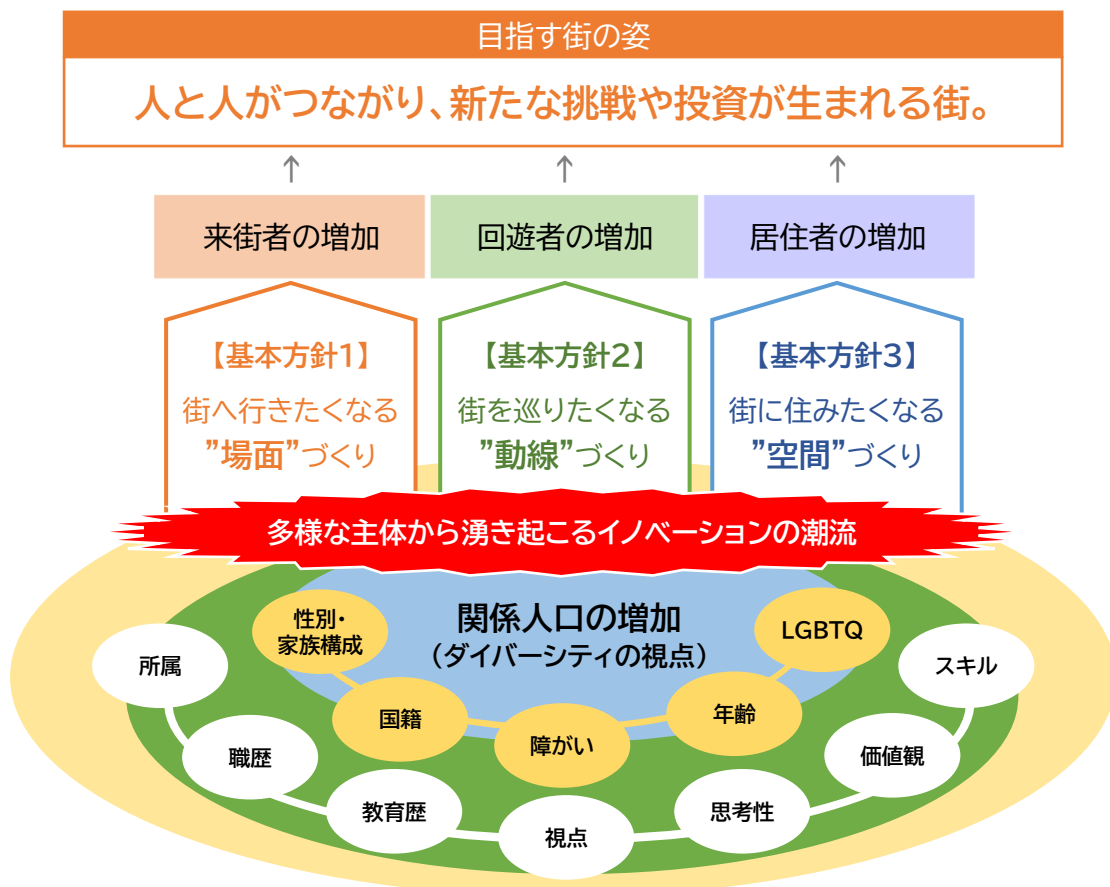 目指す街の姿
人と人がつながり、新たな挑戦や投資が生まれる街。
↑ ↑ ↑
来街者の増加
回遊者の増加
居住者の増加
【基本方針1】
街へ行きたくなる
”場面”づくり
【基本方針2】
街を巡りたくなる
”動線”づくり
【基本方針3】
街に住みたくなる
”空間”づくり
多様な主体から湧き起こるイノベーションの潮流
関係人口の増加
（ダイバーシティの視点）
性別・
家族構成
国籍
障がい
年齢
LGBTQ
所属
職歴
教育歴
視点
思考性
価値観
スキル